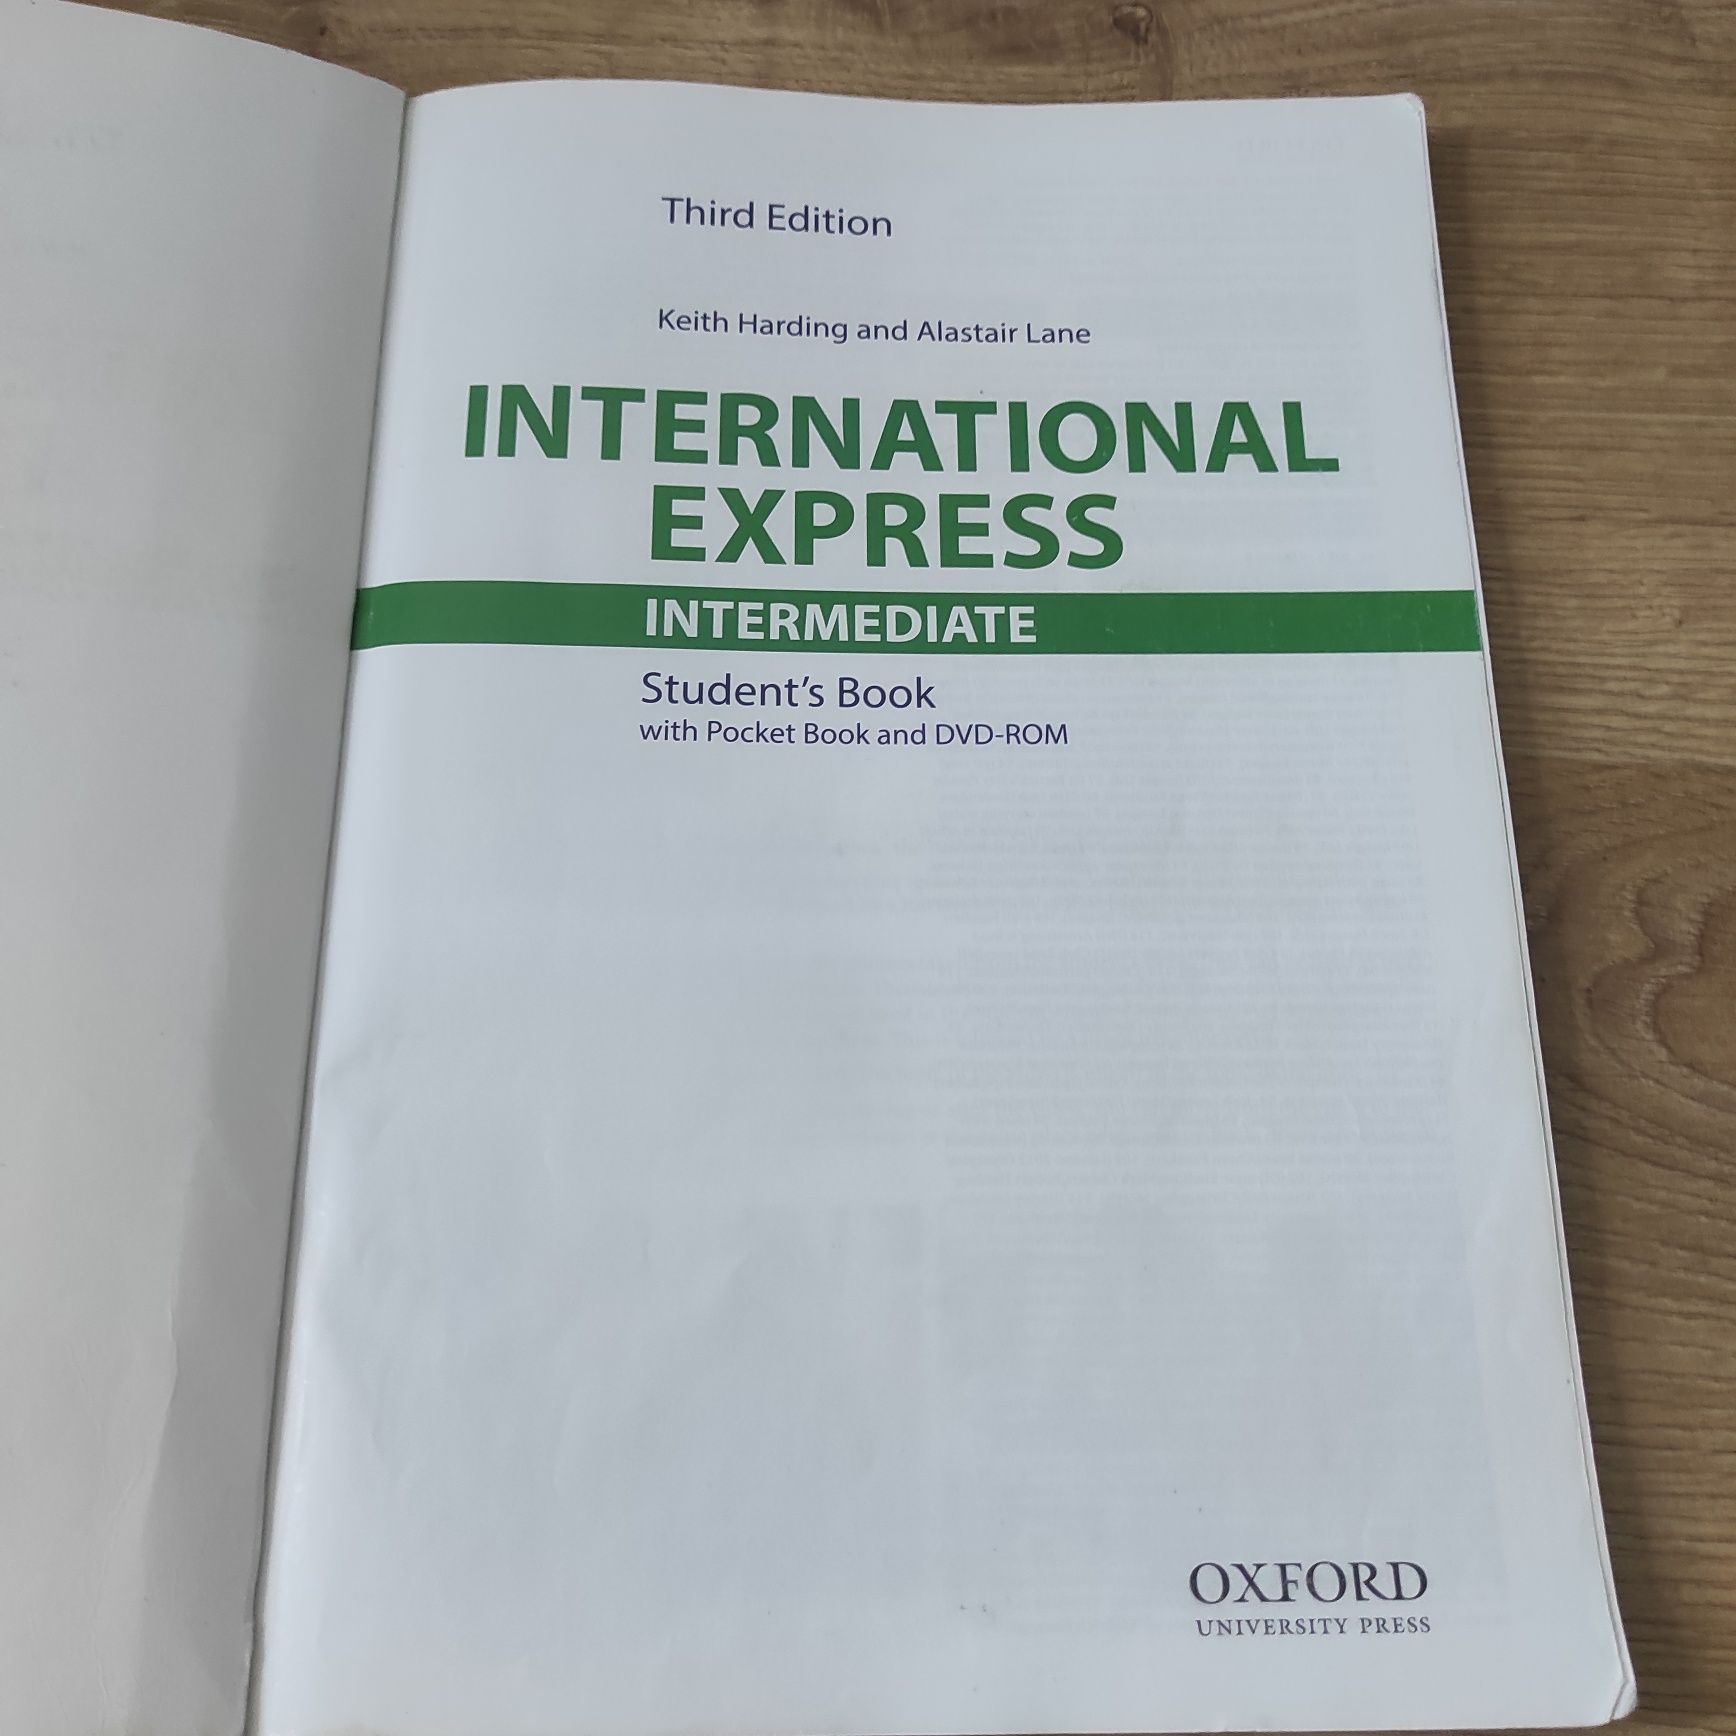 Third Edition
Keith Harding and Alastair Lane
INTERNATIONAL
EXPRESS
INTERMEDIATE
Student's Book
with Pocket Book and DVD-ROM
OXFORD
UNIVERSITY PRESS